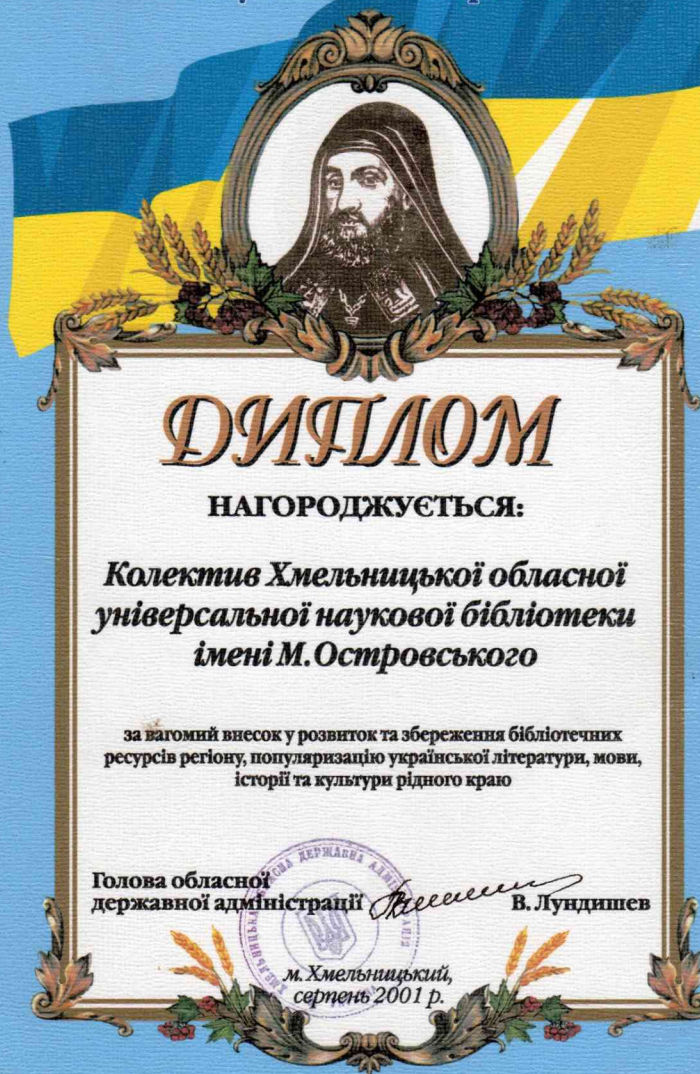 ДИПЛОМ
НАГОРОДЖУЄТЬСЯ:
Колектив Хмельницької обласної
універсальної наукової бібліотеки
імені М. Островського
за вагомий внесок у розвиток та збереження бібліотечних
ресурсів регіону, популяризацію української літератури, мови,
історії та культури рідного краю
Голова обласної
державної адміністрації
В. Лундишев
м. Хмельницький,
серпень 2001 р.